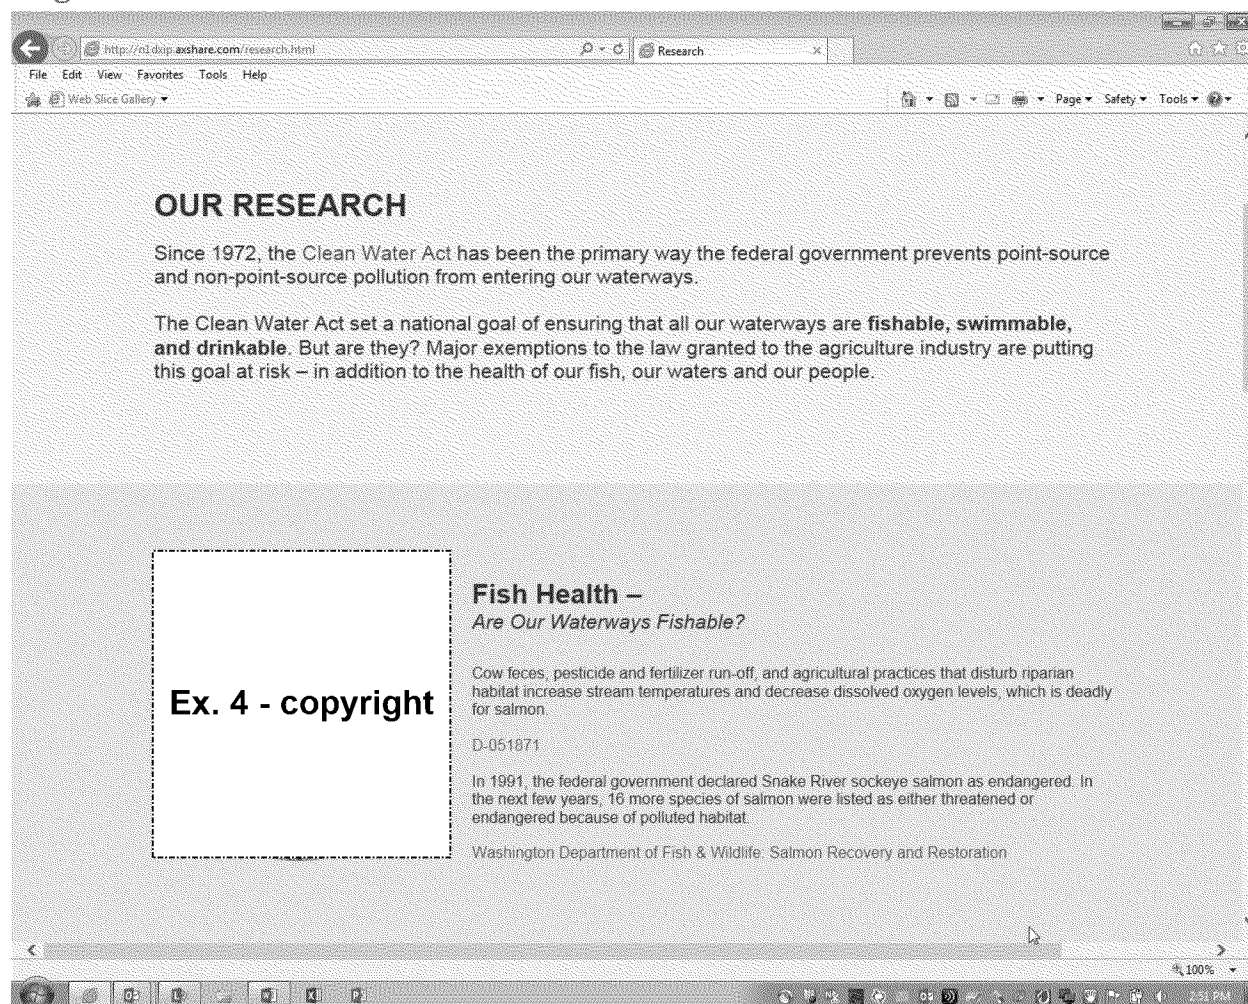 http://n1dxip.axshare.com/research.html
Research
File Edit View Favorites Tools Help
Web Slice Gallery
Page Safety Tools
OUR RESEARCH
Since 1972, the Clean Water Act has been the primary way the federal government prevents point-source
and non-point-source pollution from entering our waterways.
The Clean Water Act set a national goal of ensuring that all our waterways are fishable, swimmable,
and drinkable. But are they? Major exemptions to the law granted to the agriculture industry are putting
this goal at risk – in addition to the health of our fish, our waters and our people.
Ex. 4 - copyright
Fish Health –
Are Our Waterways Fishable?
Cow feces, pesticide and fertilizer run-off, and agricultural practices that disturb riparian
habitat increase stream temperatures and decrease dissolved oxygen levels, which is deadly
for salmon.
D-051871
In 1991, the federal government declared Snake River sockeye salmon as endangered. In
the next few years, 16 more species of salmon were listed as either threatened or
endangered because of polluted habitat.
Washington Department of Fish & Wildlife: Salmon Recovery and Restoration
100%
2:51 PM